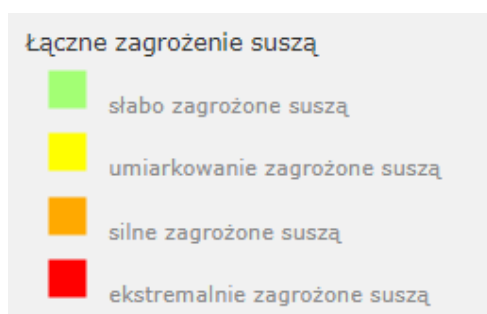 Łączne zagrożenie suszą
słabo zagrożone suszą
umiarkowanie zagrożone suszą
silne zagrożone suszą
ekstremalnie zagrożone suszą